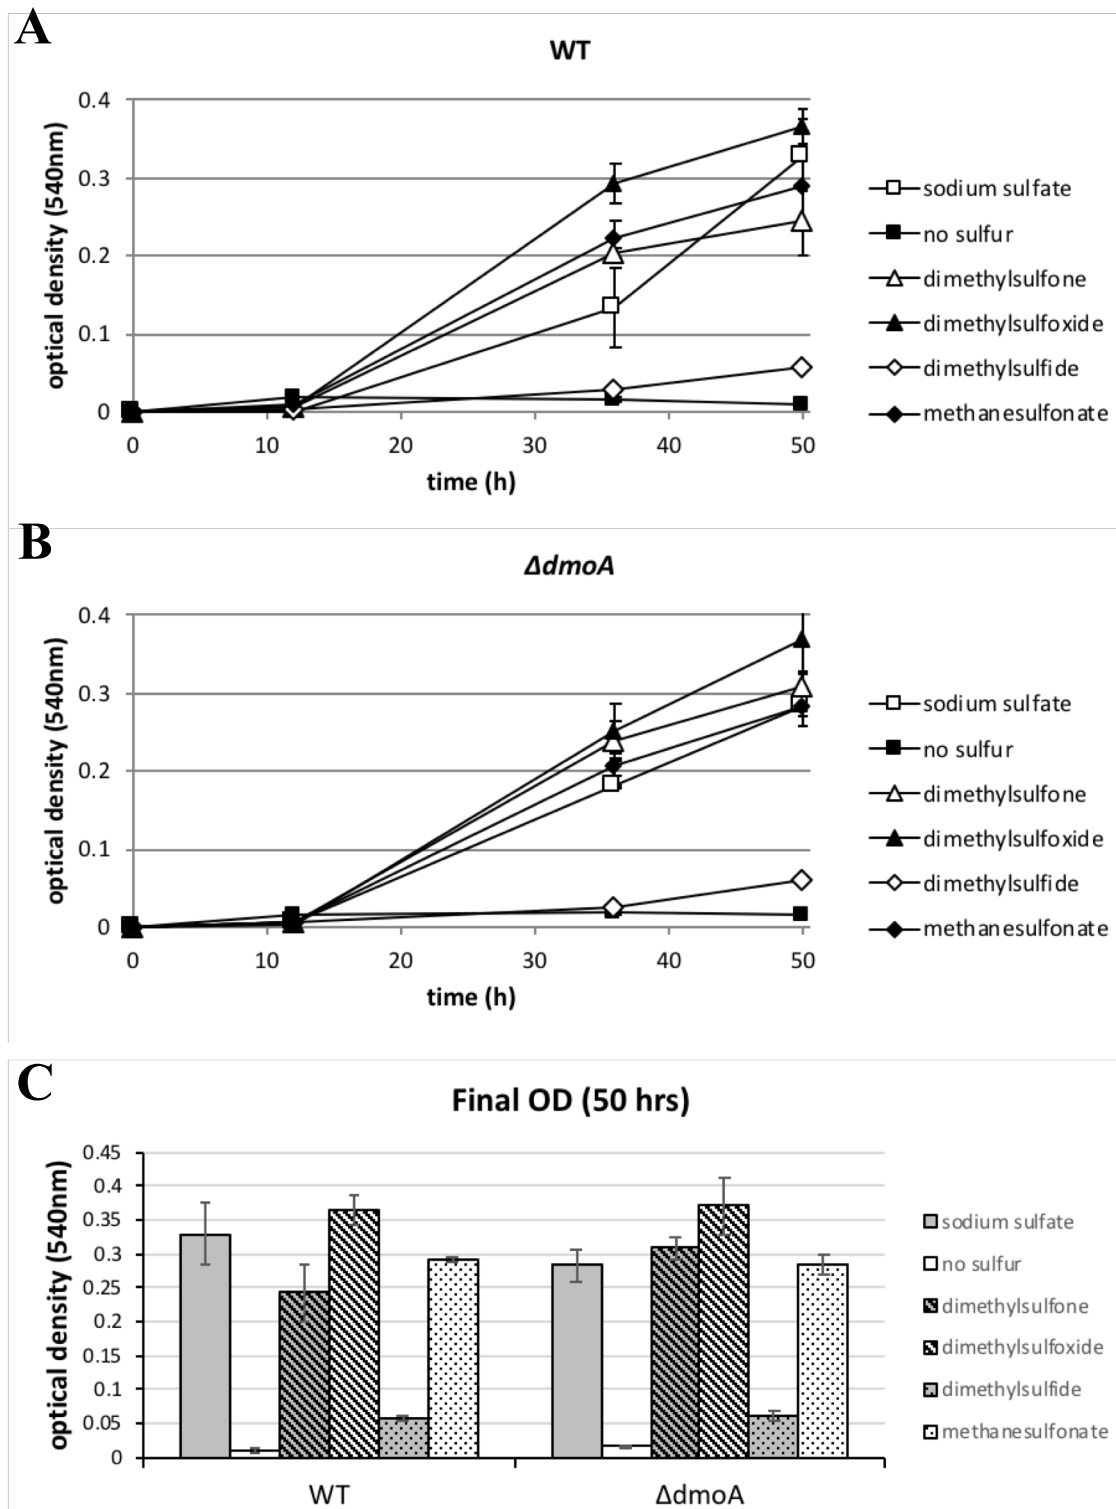 A
WT
optical density (540nm)
0.4
0.3
0.2
0.1
0
0 10 20 30 40 50
time (h)
sodium sulfate
no sulfur
dimethylsulfone
dimethylsulfoxide
dimethylsulfide
methanesulfonate
B
ΔdmoA
optical density (540nm)
0.4
0.3
0.2
0.1
0
0 10 20 30 40 50
time (h)
sodium sulfate
no sulfur
dimethylsulfone
dimethylsulfoxide
dimethylsulfide
methanesulfonate
C
Final OD (50 hrs)
optical density (540nm)
0.45
0.4
0.35
0.3
0.25
0.2
0.15
0.1
0.05
0
WT ΔdmoA
sodium sulfate
no sulfur
dimethylsulfone
dimethylsulfoxide
dimethylsulfide
methanesulfonate